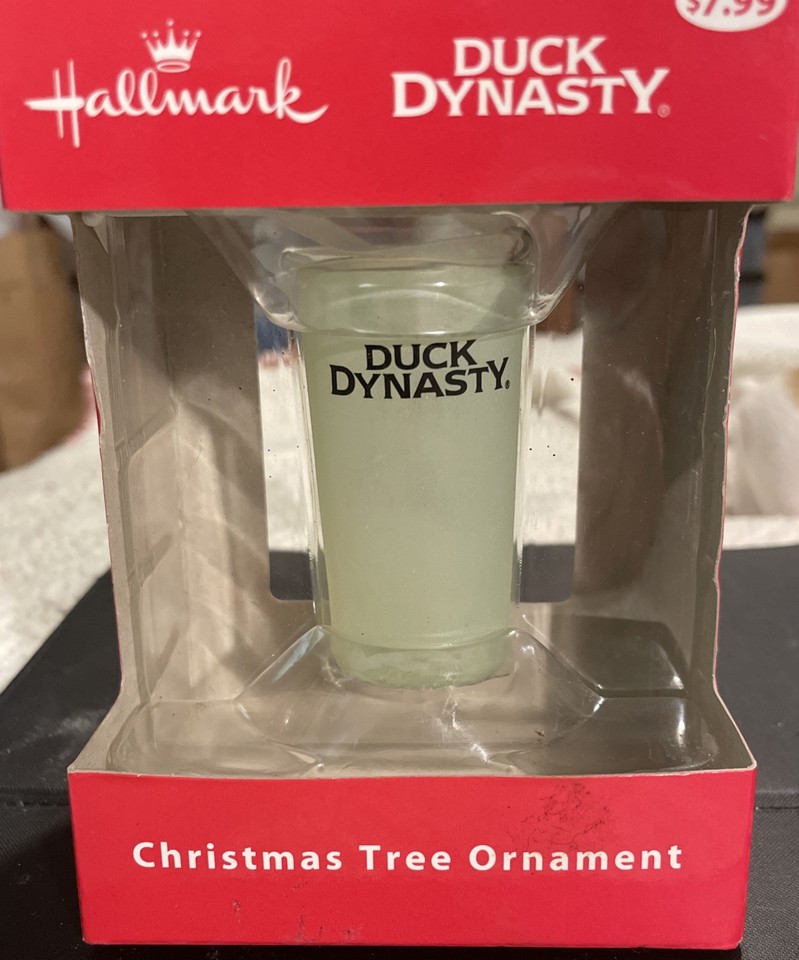 $7.99
Hallmark
DUCK
DYNASTY®
DUCK
DYNASTY®
Christmas Tree Ornament